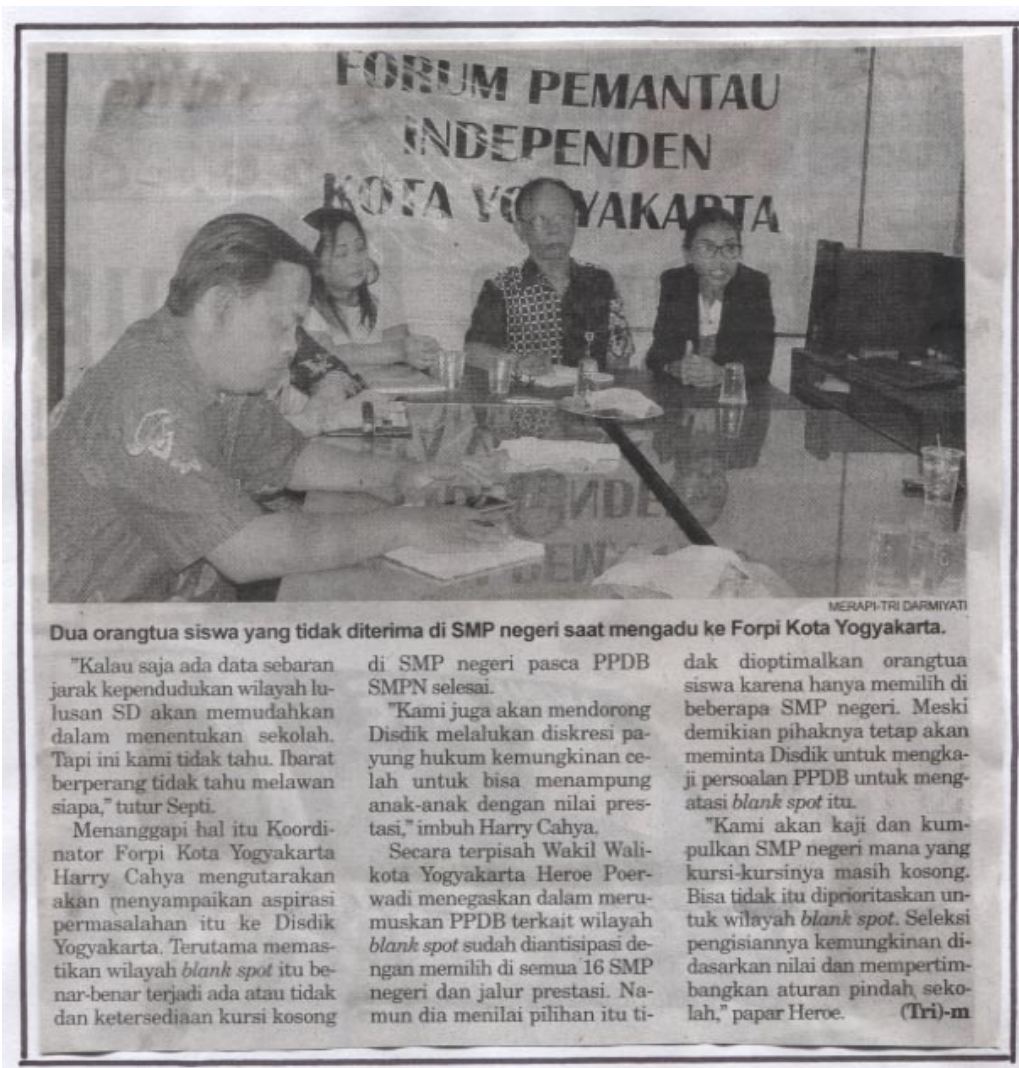 FORUM PEMANTAU
INDEPENDEN
KOTA YOGYAKARTA
MERAPI-TRI DARMIYATI
Dua orangtua siswa yang tidak diterima di SMP negeri saat mengadu ke Forpi Kota Yogyakarta.
"Kalau saja ada data sebaran
jarak kependudukan wilayah lu-
lusan SD akan memudahkan
dalam menentukan sekolah.
Tapi ini kami tidak tahu. Ibarat
berperang tidak tahu melawan
siapa," tutur Septi.
Menanggapi hal itu Koordi-
nator Forpi Kota Yogyakarta
Harry Cahya mengutarakan
akan menyampaikan aspirasi
permasalahan itu ke Disdik
Yogyakarta. Terutama memas-
tikan wilayah blank spot itu be-
nar-benar terjadi ada atau tidak
dan ketersediaan kursi kosong
di SMP negeri pasca PPDB
SMPN selesai.
"Kami juga akan mendorong
Disdik melalukan diskresi pa-
yung hukum kemungkinan ce-
lah untuk bisa menampung
anak-anak dengan nilai pres-
tasi," imbuh Harry Cahya.
Secara terpisah Wakil Wali-
kota Yogyakarta Heroe Poer-
wadi menegaskan dalam meru-
muskan PPDB terkait wilayah
blank spot sudah diantisipasi de-
ngan memilih di semua 16 SMP
negeri dan jalur prestasi. Na-
mun dia menilai pilihan itu ti-
dak dioptimalkan orangtua
siswa karena hanya memilih di
beberapa SMP negeri. Meski
demikian pihaknya tetap akan
meminta Disdik untuk mengka-
ji persoalan PPDB untuk meng-
atasi blank spot itu.
"Kami akan kaji dan kum-
pulkan SMP negeri mana yang
kursi-kursinya masih kosong.
Bisa tidak itu diprioritaskan un-
tuk wilayah blank spot. Seleksi
pengisiannya kemungkinan di-
dasarkan nilai dan mempertim-
bangkan aturan pindah seko-
lah," papar Heroe. (Tri)-m